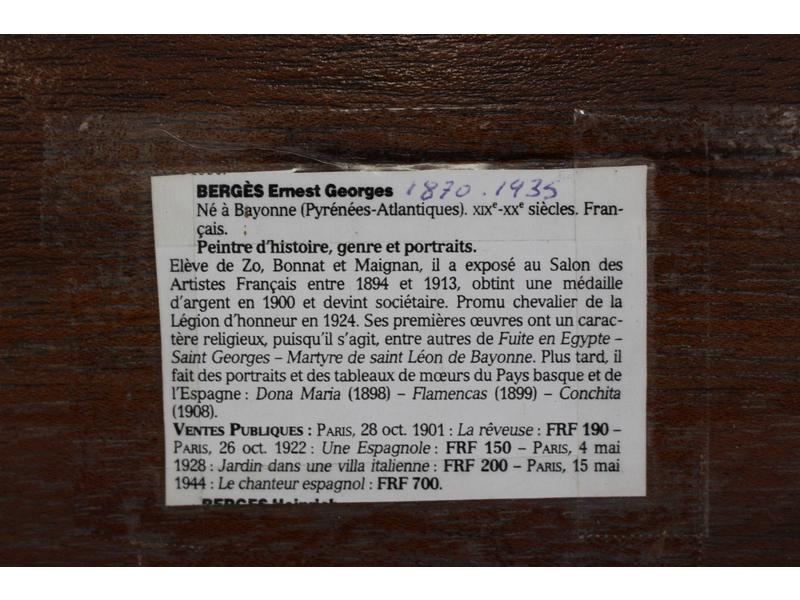 BERGÈS Ernest Georges 1870.1935
Né à Bayonne (Pyrénées-Atlantiques). XIXe-XXe siècles. Fran-
çais.
Peintre d'histoire, genre et portraits.
Elève de Zo, Bonnat et Maignan, il a exposé au Salon des
Artistes Français entre 1894 et 1913, obtint une médaille
d'argent en 1900 et devint sociétaire. Promu chevalier de la
Légion d'honneur en 1924. Ses premières œuvres ont un carac-
tère religieux, puisqu'il s'agit, entre autres de Fuite en Egypte –
Saint Georges – Martyre de saint Léon de Bayonne. Plus tard, il
fait des portraits et des tableaux de mœurs du Pays basque et de
l'Espagne : Dona Maria (1898) – Flamencas (1899) – Conchita
(1908).
VENTES PUBLIQUES : PARIS, 28 oct. 1901 : La rêveuse : FRF 190 –
PARIS, 26 oct. 1922 : Une Espagnole : FRF 150 – PARIS, 4 mai
1928 : Jardin dans une villa italienne : FRF 200 – PARIS, 15 mai
1944 : Le chanteur espagnol : FRF 700.
BERGES Heinrich